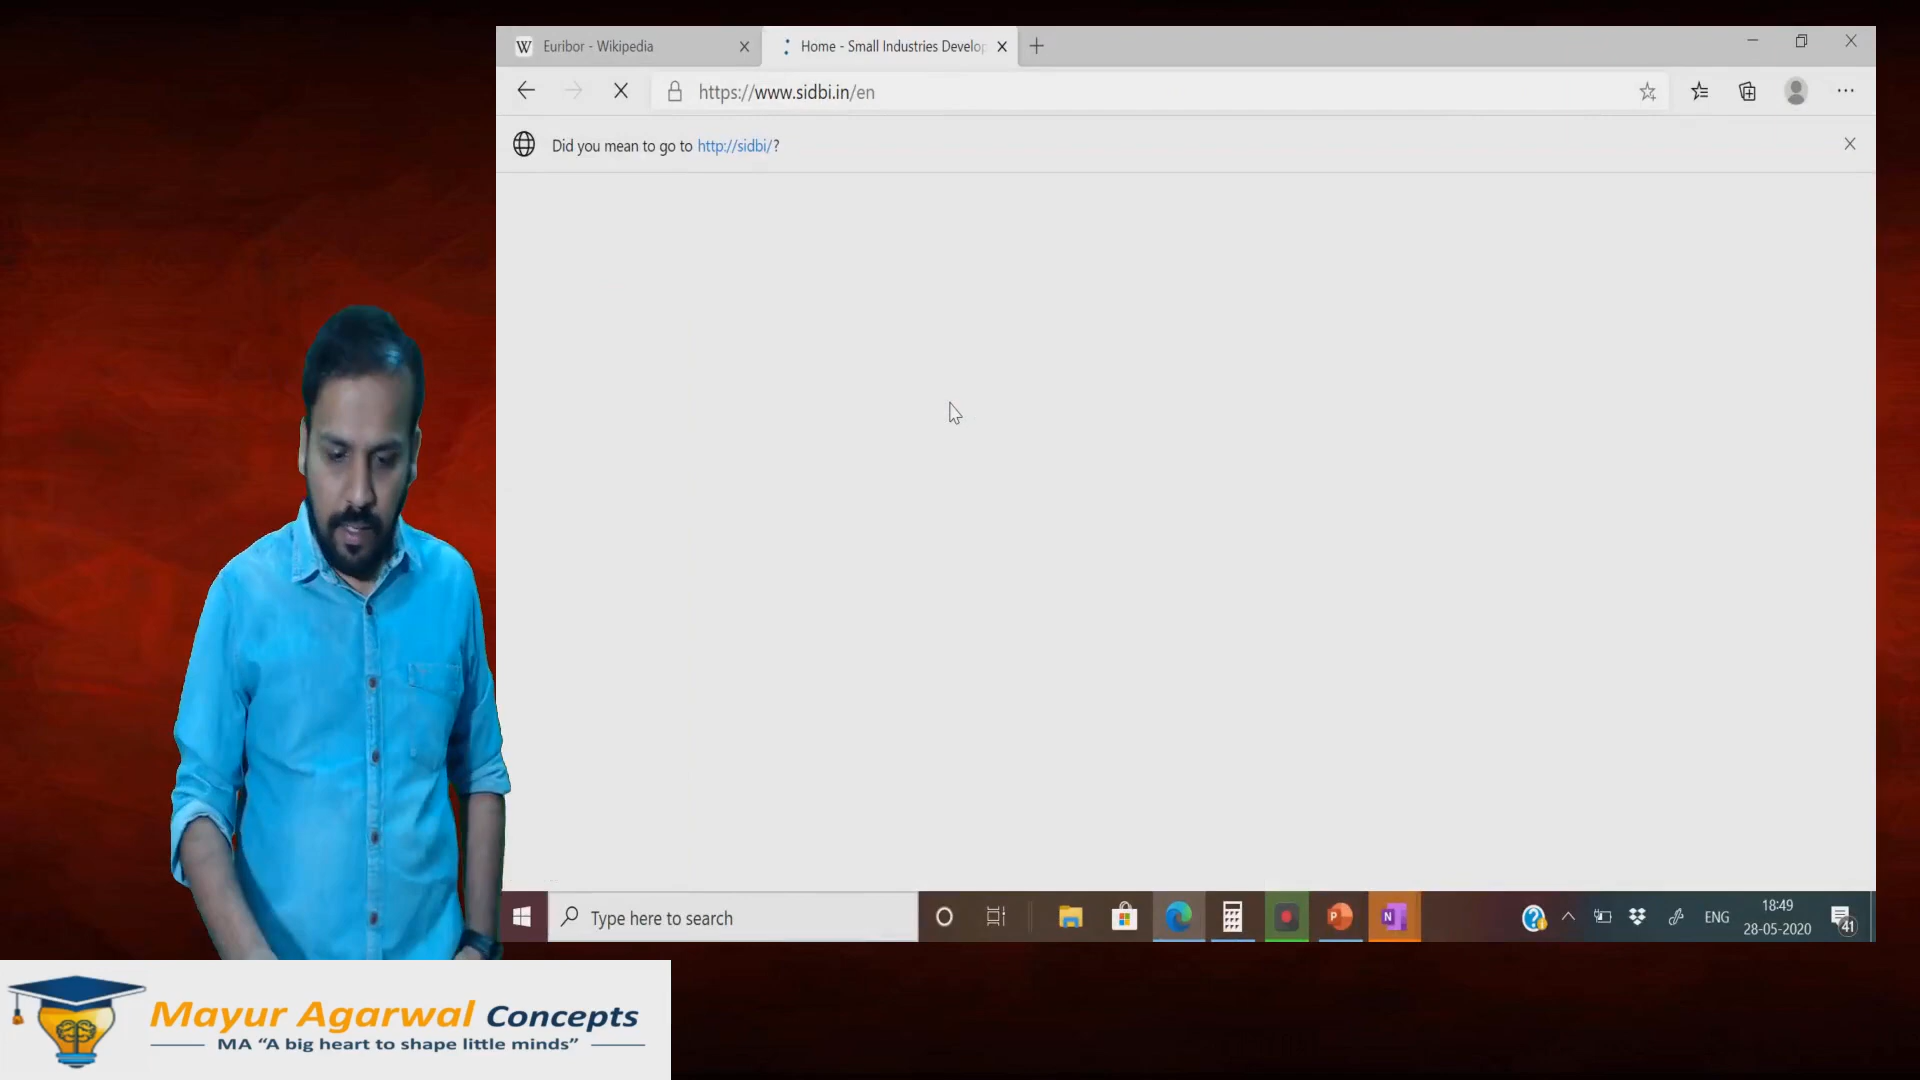 W Euribor - Wikipedia
Home - Small Industries Develop
https://www.sidbi.in/en
Did you mean to go to http://sidbi/?
Type here to search
N
ENG
18:49
28-05-2020
41
Mayur Agarwal Concepts
MA “A big heart to shape little minds”